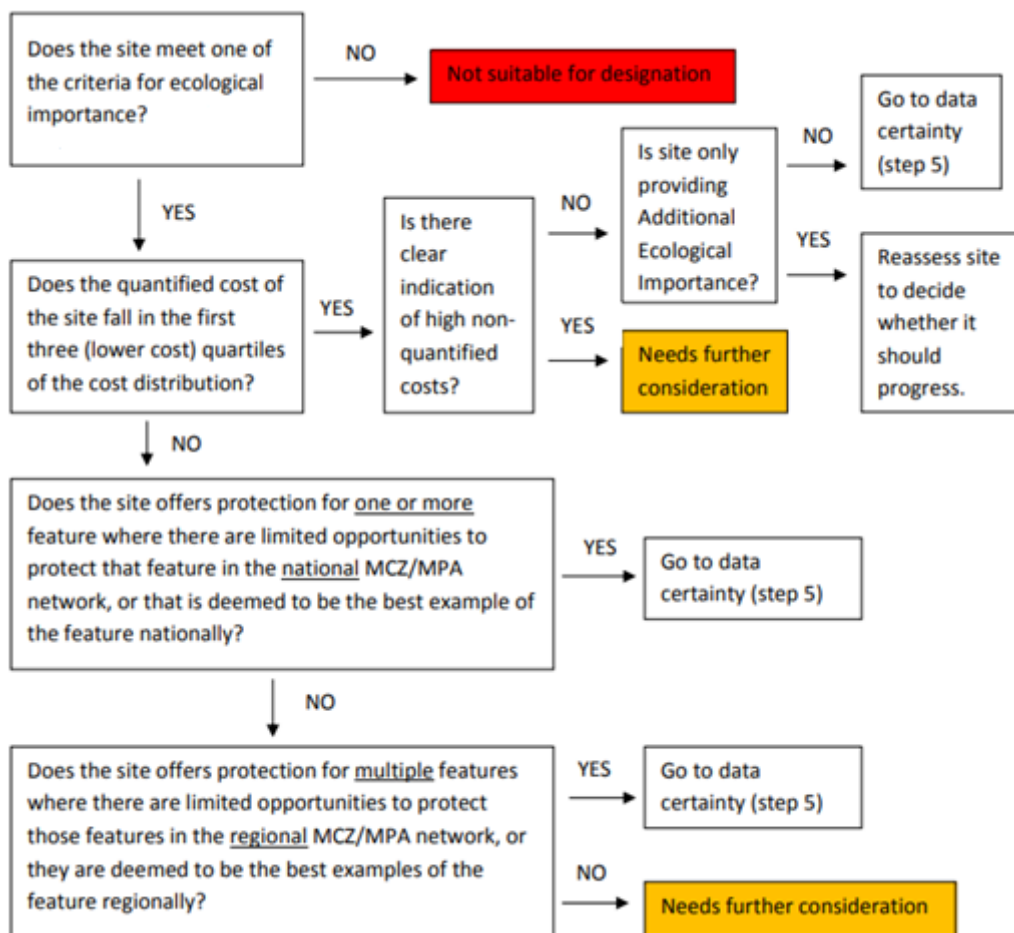 Does the site meet one of
the criteria for ecological
importance?
NO
Not suitable for designation
YES
Does the quantified cost of
the site fall in the first
three (lower cost) quartiles
of the cost distribution?
YES
Is there
clear
indication
of high non-
quantified
costs?
NO
Is site only
providing
Additional
Ecological
Importance?
NO
Go to data
certainty
(step 5)
YES
Reassess site
to decide
whether it
should
progress.
YES
Needs further
consideration
NO
Does the site offers protection for one or more
feature where there are limited opportunities to
protect that feature in the national MCZ/MPA
network, or that is deemed to be the best example of
the feature nationally?
YES
Go to data
certainty (step 5)
NO
Does the site offers protection for multiple features
where there are limited opportunities to protect
those features in the regional MCZ/MPA network, or
they are deemed to be the best examples of the
feature regionally?
YES
Go to data
certainty (step 5)
NO
Needs further consideration